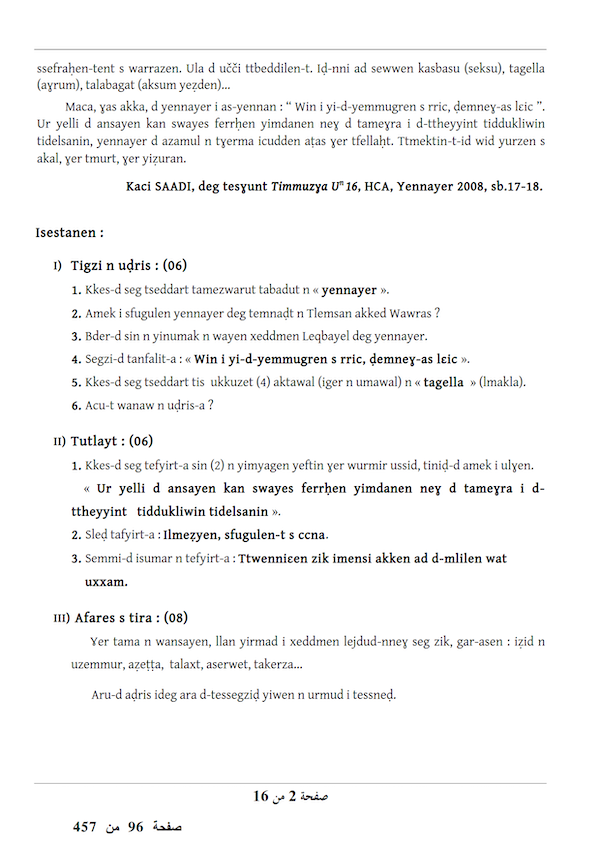 ssefraḥen-tent s warrazen. Ula d učči ttbeddilen-t. Iḍ-nni ad sewwen kasbasu (seksu), tagella
(aɣrum), talabagat (aksum yeẓden)...
Maca, ɣas akka, d yennayer i as-yennan : “ Win i yi-d-yemmugren s rric, ḍemneɣ-as lɛic ”.
Ur yelli d ansayen kan swayes ferrḥen yimdanen neɣ d tameɣra i d-ttheyyint tiddukliwin
tidelsanin, yennayer d azamul n tɣerma icudden aṭas ɣer tfellaḥt. Ttmektin-t-id wid yurzen s
akal, ɣer tmurt, ɣer yiẓuran.
Kaci SAADI, deg tesɣunt Timmuzɣa Uⁿ 16, HCA, Yennayer 2008, sb.17-18.
Isestanen :
I) Tigzi n uḍris : (06)
1. Kkes-d seg tseddart tamezwarut tabadut n « yennayer ».
2. Amek i sfugulen yennayer deg temnaḍt n Tlemsan akked Wawras ?
3. Bder-d sin n yinumak n wayen xeddmen Leqbayel deg yennayer.
4. Segzi-d tanfalit-a : « Win i yi-d-yemmugren s rric, ḍemneɣ-as lɛic ».
5. Kkes-d seg tseddart tis ukkuzet (4) aktawal (iger n umawal) n « tagella » (lmakla).
6. Acu-t wanaw n uḍris-a ?
II) Tutlayt : (06)
1. Kkes-d seg tefyirt-a sin (2) n yimyagen yeftin ɣer wurmir ussid, tiniḍ-d amek i ulɣen.
« Ur yelli d ansayen kan swayes ferrḥen yimdanen neɣ d tameɣra i d-
ttheyyint tiddukliwin tidelsanin ».
2. Sleḍ tafyirt-a : Ilmeẓyen, sfugulen-t s ccna.
3. Semmi-d isumar n tefyirt-a : Ttwenniɛen zik imensi akken ad d-mlilen wat
uxxam.
III) Afares s tira : (08)
Ɣer tama n wansayen, llan yirmad i xeddmen lejdud-nneɣ seg zik, gar-asen : iẓid n
uzemmur, aẓeṭṭa, talaxt, aserwet, takerza...
Aru-d aḍris ideg ara d-tessegziḍ yiwen n urmud i tessneḍ.
صفحة 2 من 16
صفحة 96 من 457